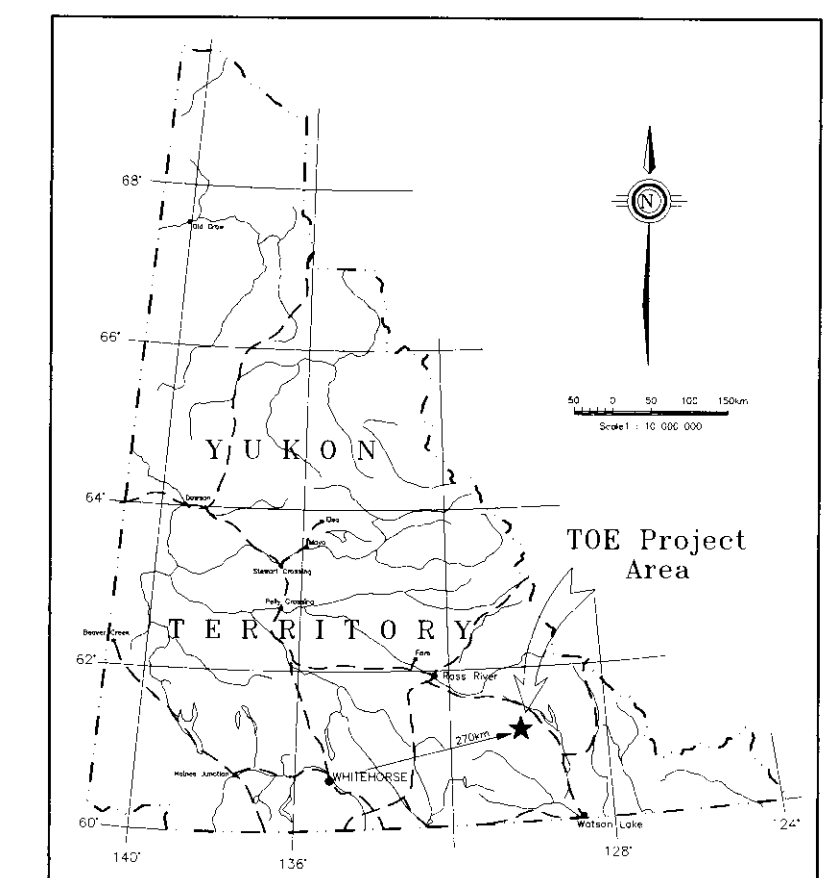 68°
Old Crow
N
66°
50 0 50 100 150km
Scale 1 : 10 000 000
YUKON
64°
Dawson
Elsa
Mayo
TOE Project
Area
Stewart Crossing
Pelly Crossing
TERRITORY
Beaver Creek
Faro
62°
Ross River
270km
Haines Junction
WHITEHORSE
60°
Watson Lake
140°
136°
128°
124°